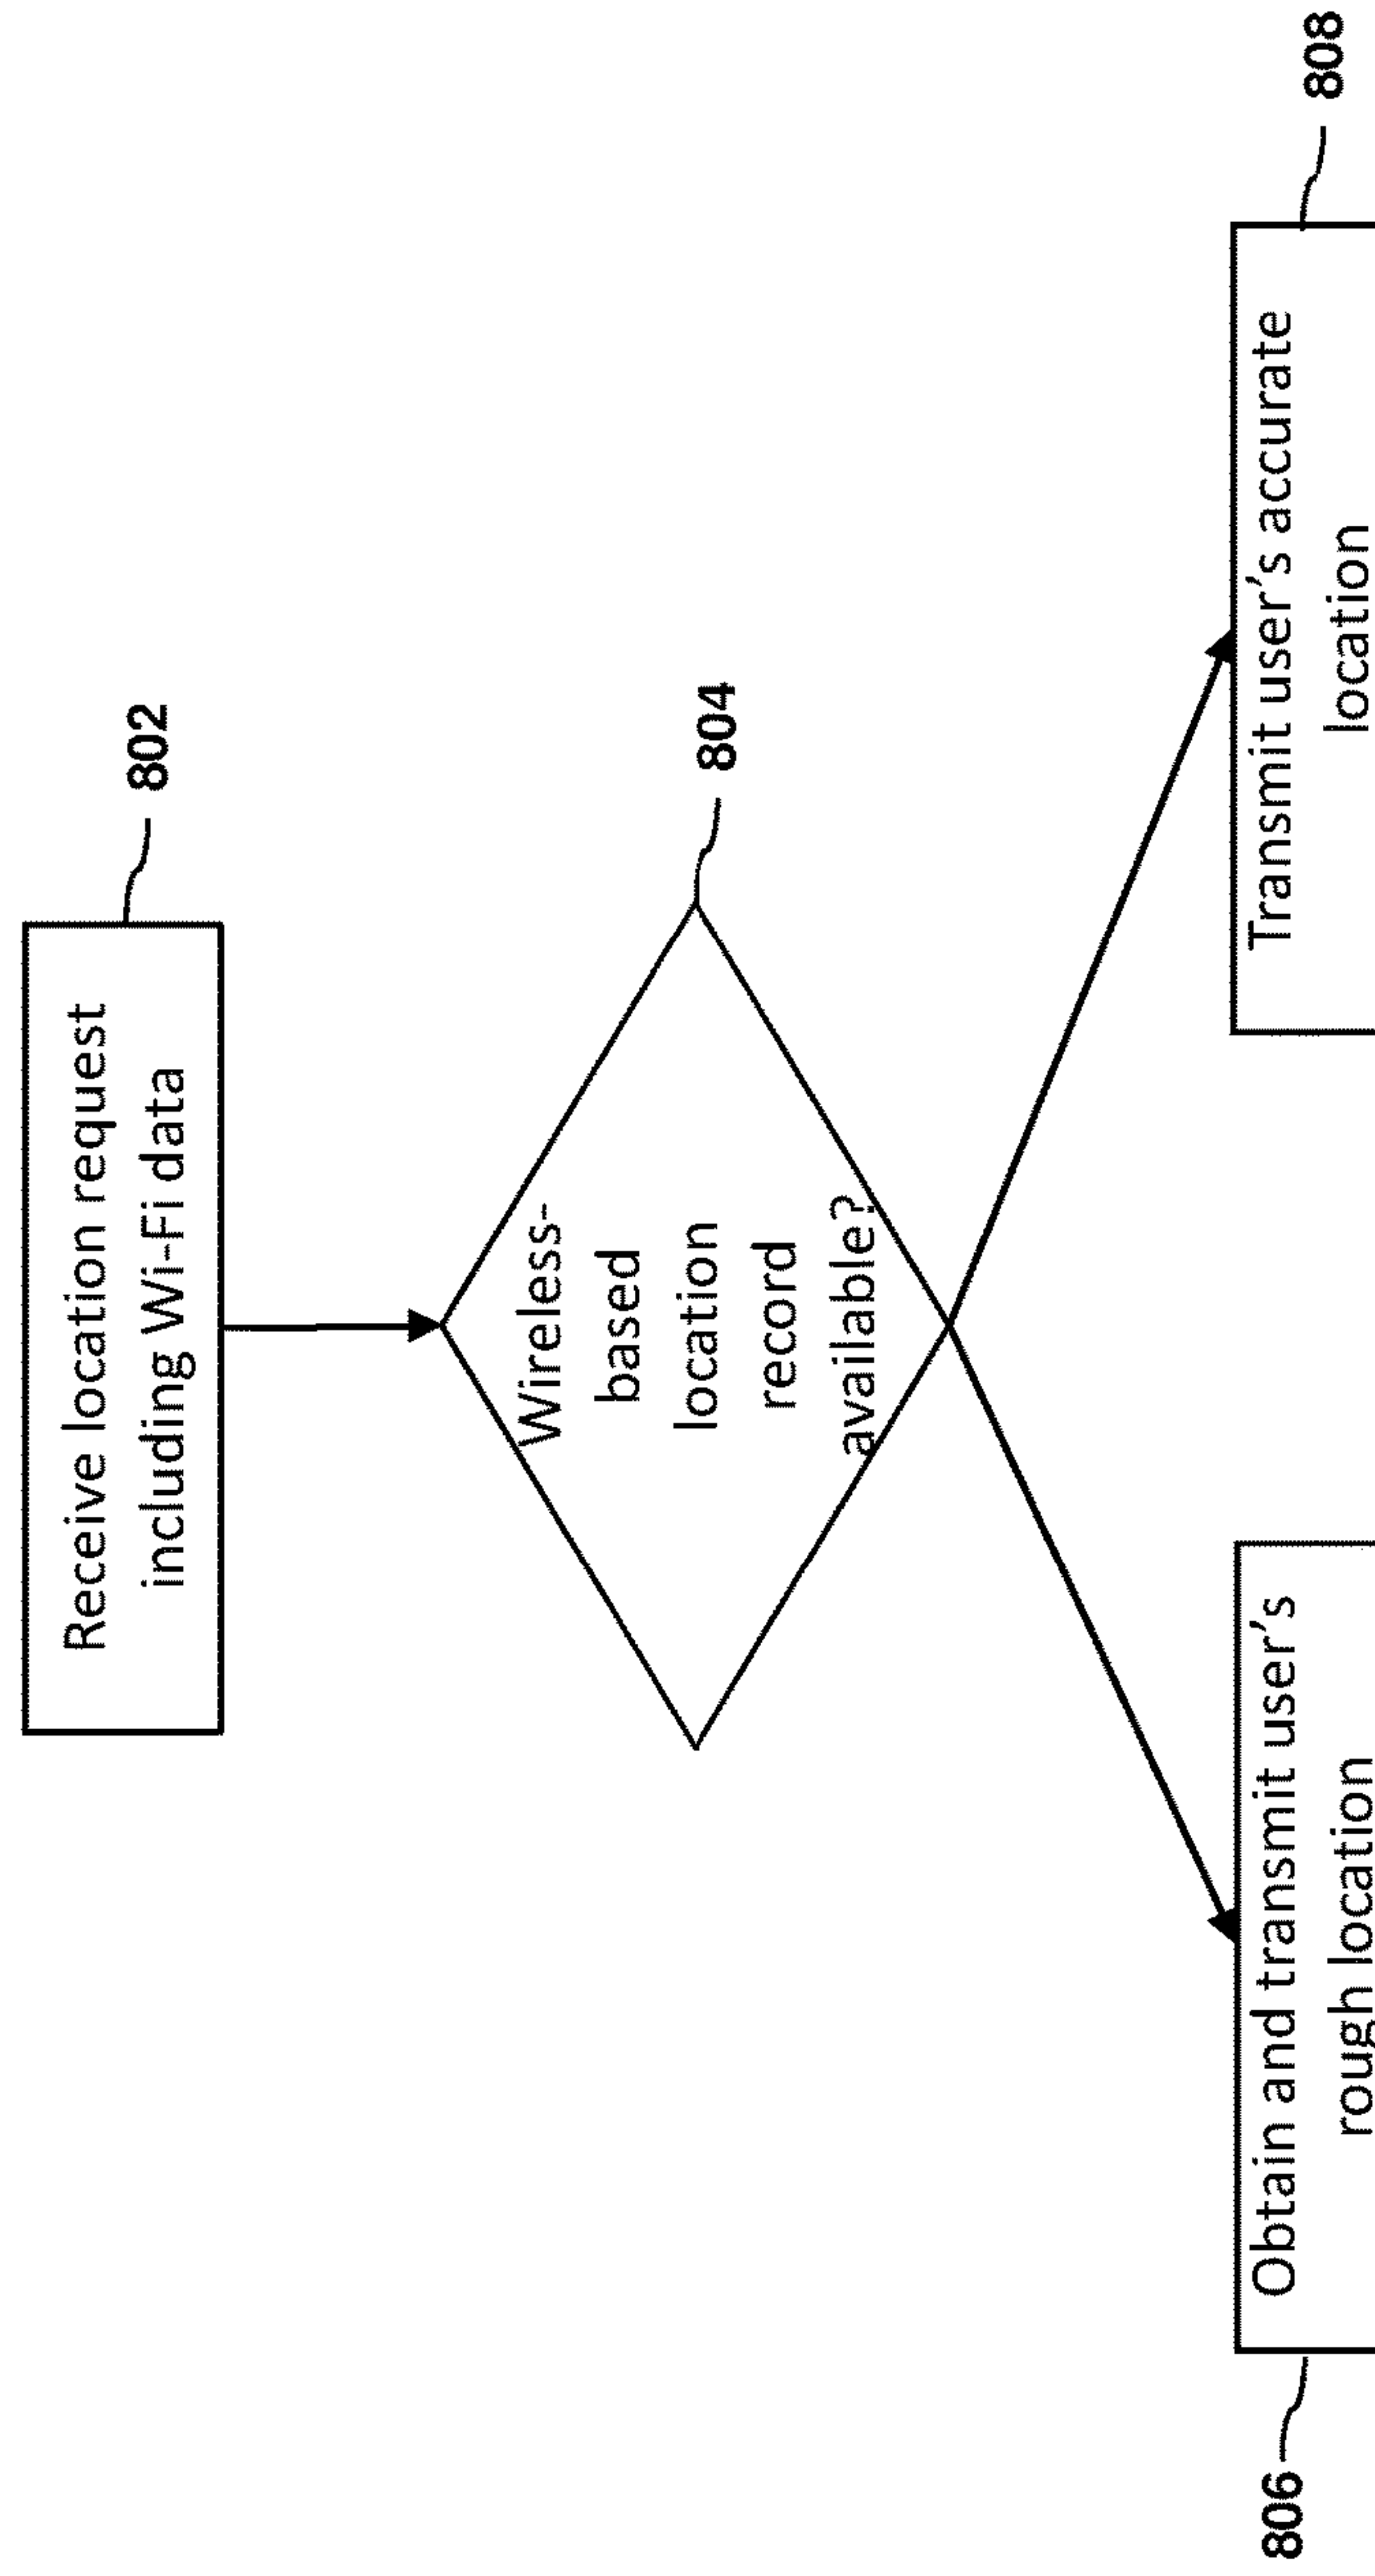 Receive location request
including Wi-Fi data
802
Wireless-
based
location
record
available?
804
806
Obtain and transmit user's
rough location
Transmit user's accurate
location
808